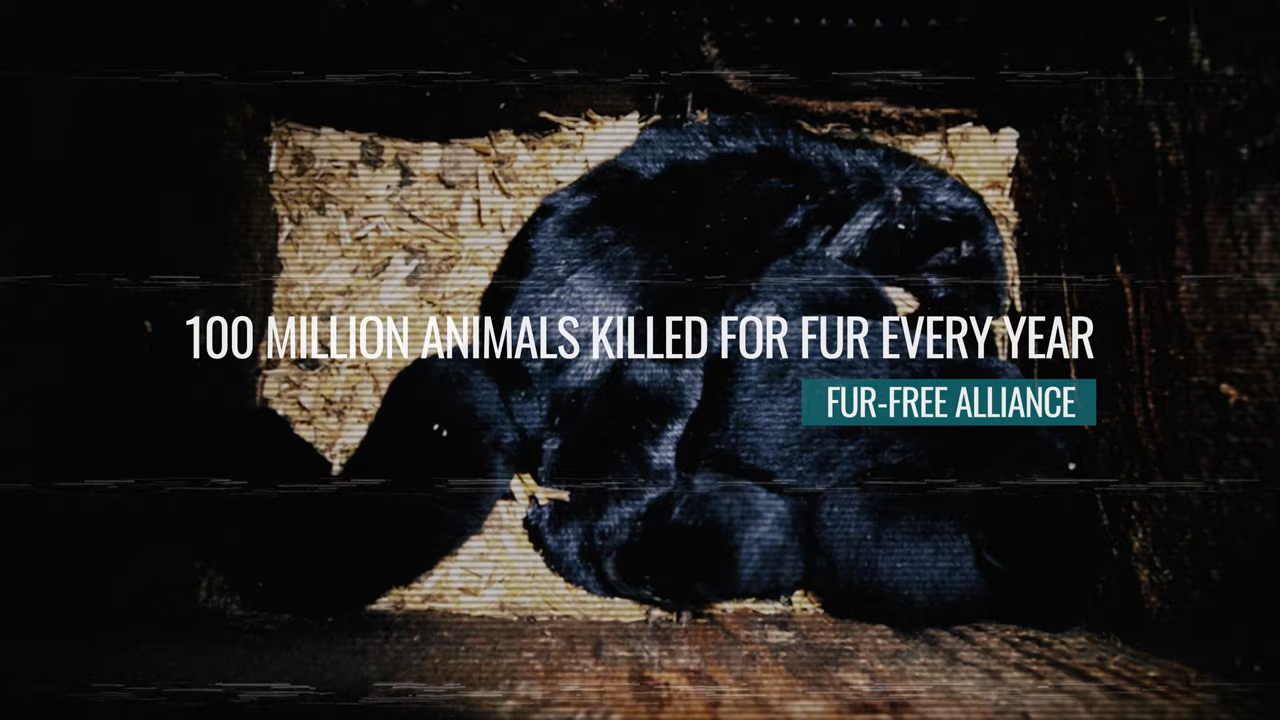 100 MILLION ANIMALS KILLED FOR FUR EVERY YEAR
FUR-FREE ALLIANCE